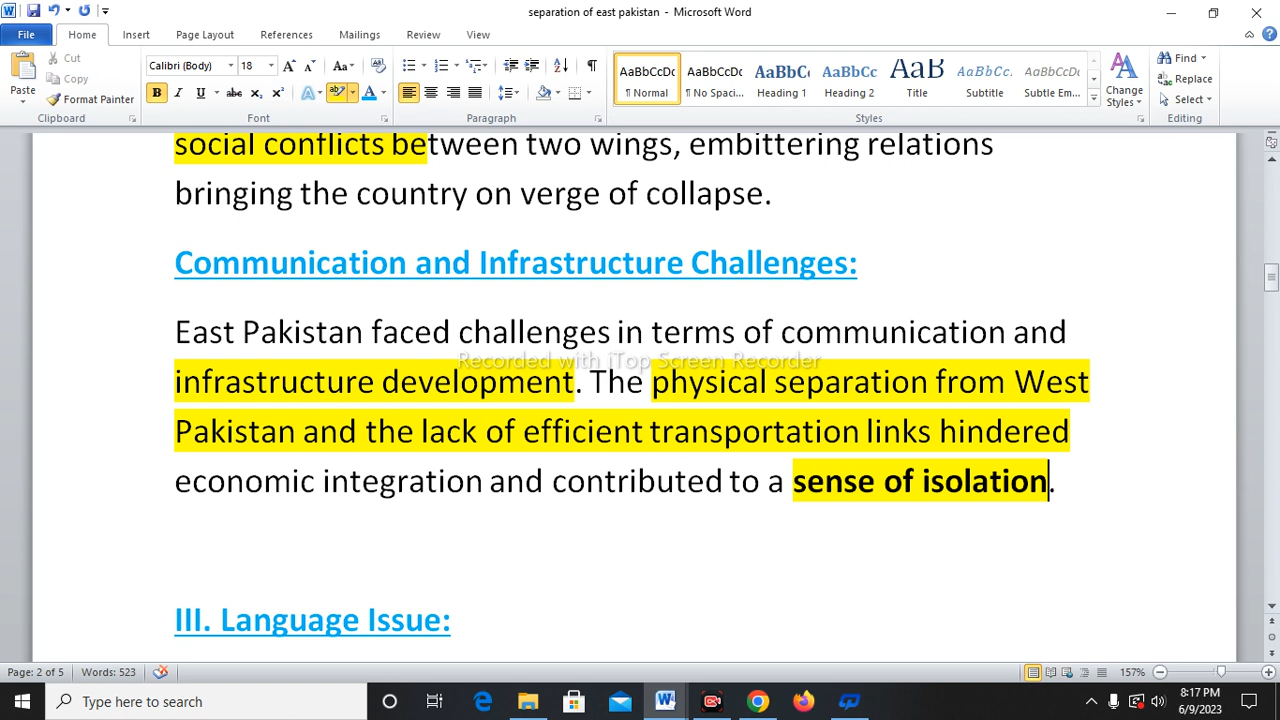 separation of east pakistan - Microsoft Word
File Home Insert Page Layout References Mailings Review View
Paste Cut Copy Format Painter Clipboard
Calibri (Body) 18 Font
Paragraph
AaBbCcDc ¶ Normal AaBbCcDc ¶ No Spaci... AaBbC Heading 1 AaBbCc Heading 2 AaB Title AaBbCcL Subtitle AaBbCcDc Subtle Em... Change Styles Styles
Find Replace Select Editing
social conflicts between two wings, embittering relations
bringing the country on verge of collapse.
Communication and Infrastructure Challenges:
East Pakistan faced challenges in terms of communication and
Recorded with iTop Screen Recorder
infrastructure development. The physical separation from West
Pakistan and the lack of efficient transportation links hindered
economic integration and contributed to a sense of isolation.
III. Language Issue:
Page: 2 of 5 Words: 523 157%
Type here to search
8:17 PM
6/9/2023